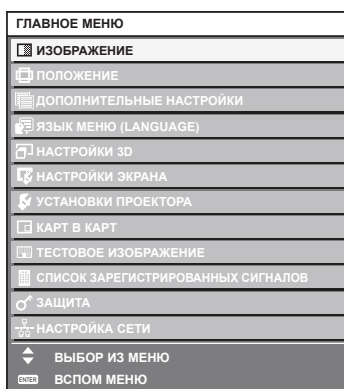 ГЛАВНОЕ МЕНЮ
ИЗОБРАЖЕНИЕ
ПОЛОЖЕНИЕ
ДОПОЛНИТЕЛЬНЫЕ НАСТРОЙКИ
ЯЗЫК МЕНЮ (LANGUAGE)
НАСТРОЙКИ 3D
НАСТРОЙКИ ЭКРАНА
УСТАНОВКИ ПРОЕКТОРА
КАРТ В КАРТ
ТЕСТОВОЕ ИЗОБРАЖЕНИЕ
СПИСОК ЗАРЕГИСТРИРОВАННЫХ СИГНАЛОВ
ЗАЩИТА
НАСТРОЙКА СЕТИ
ВЫБОР ИЗ МЕНЮ
ENTER ВСПОМ МЕНЮ